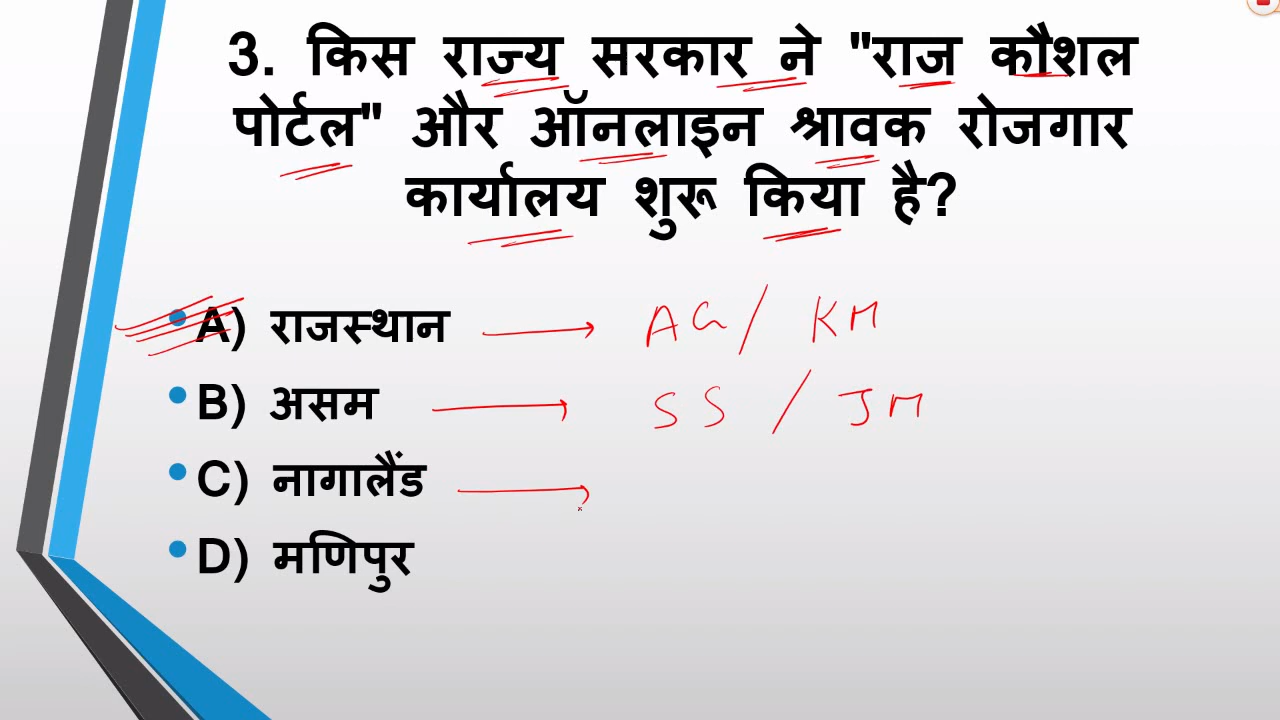 3. किस राज्य सरकार ने "राज कौशल
पोर्टल" और ऑनलाइन श्रावक रोजगार
कार्यालय शुरू किया है?
A) राजस्थान → AG / KM
B) असम → SS / JM
C) नागालैंड →
D) मणिपुर